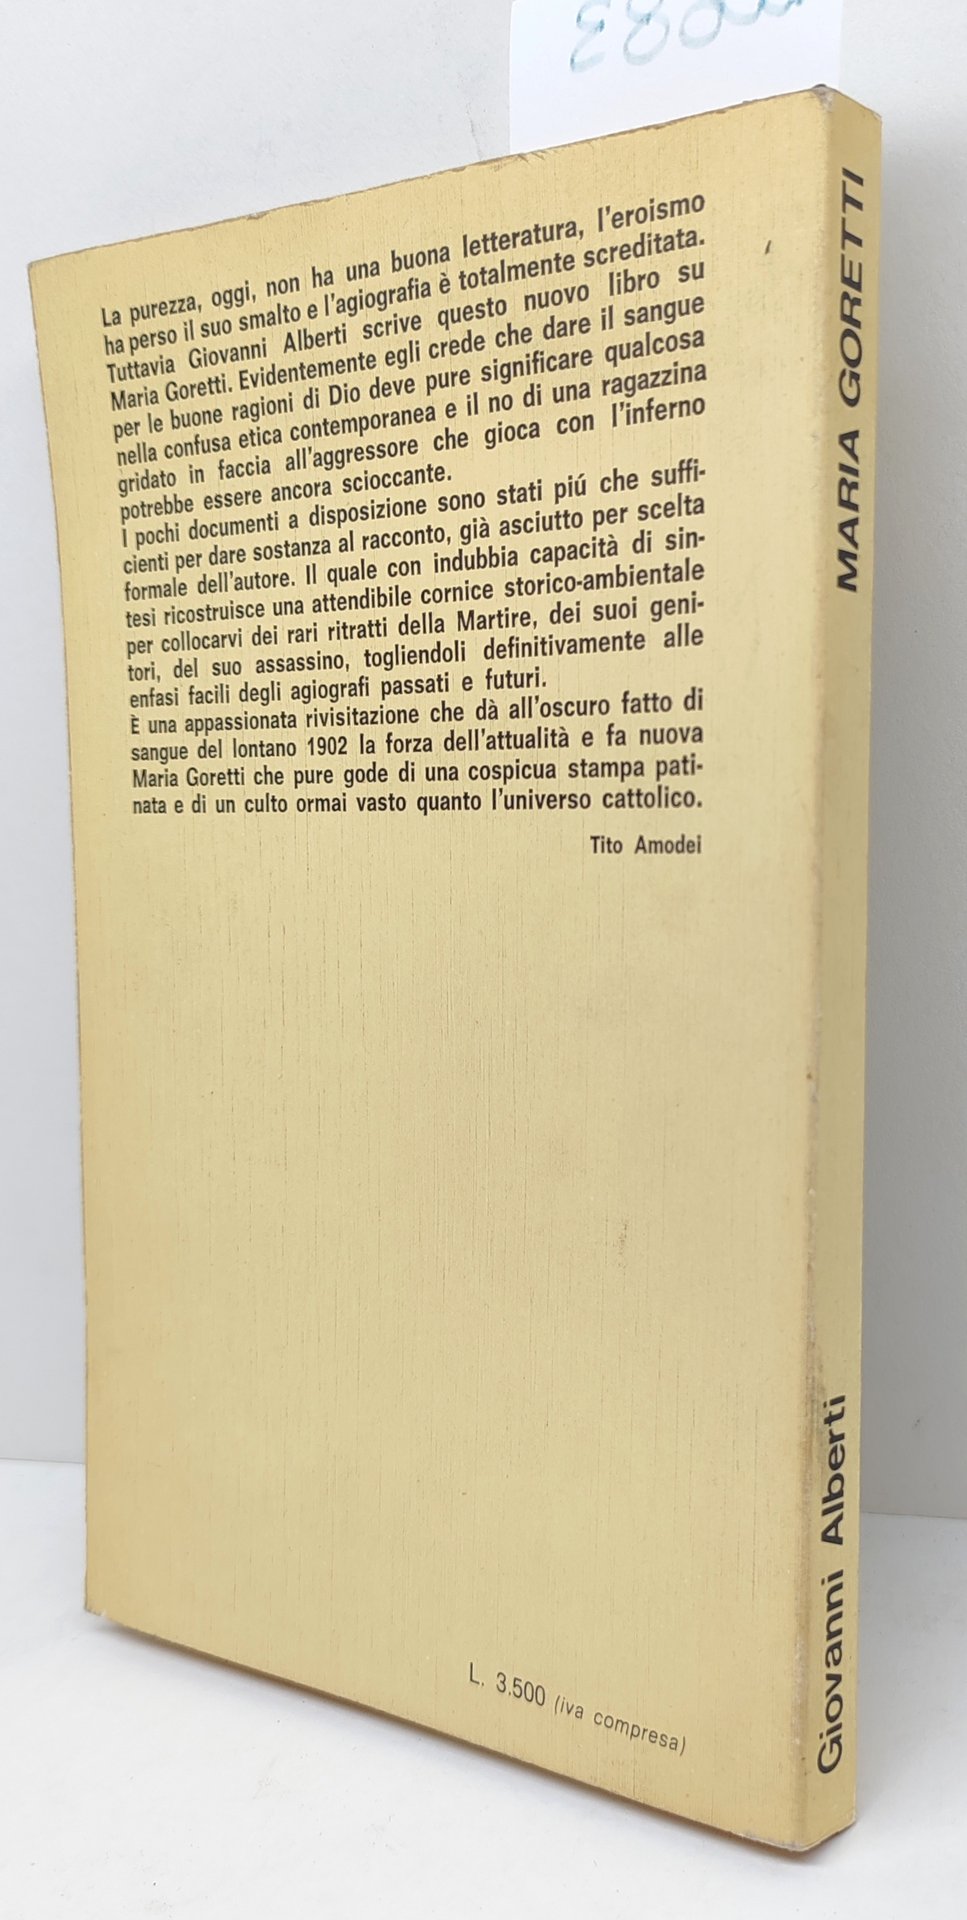 La purezza, oggi, non ha una buona letteratura, l'eroismo
ha perso il suo smalto e l'agiografia è totalmente screditata.
Tuttavia Giovanni Alberti scrive questo nuovo libro su
Maria Goretti. Evidentemente egli crede che dare il sangue
per le buone ragioni di Dio deve pure significare qualcosa
nella confusa etica contemporanea e il no di una ragazzina
gridato in faccia all'aggressore che gioca con l'inferno
potrebbe essere ancora scioccante.
I pochi documenti a disposizione sono stati piú che suffi-
cienti per dare sostanza al racconto, già asciutto per scelta
formale dell'autore. Il quale con indubbia capacità di sin-
tesi ricostruisce una attendibile cornice storico-ambientale
per collocarvi dei rari ritratti della Martire, dei suoi geni-
tori, del suo assassino, togliendoli definitivamente alle
enfasi facili degli agiografi passati e futuri.
È una appassionata rivisitazione che dà all'oscuro fatto di
sangue del lontano 1902 la forza dell'attualità e fa nuova
Maria Goretti che pure gode di una cospicua stampa pati-
nata e di un culto ormai vasto quanto l'universo cattolico.
Tito Amodei
L. 3.500 (iva compresa)
Giovanni Alberti
MARIA GORETTI